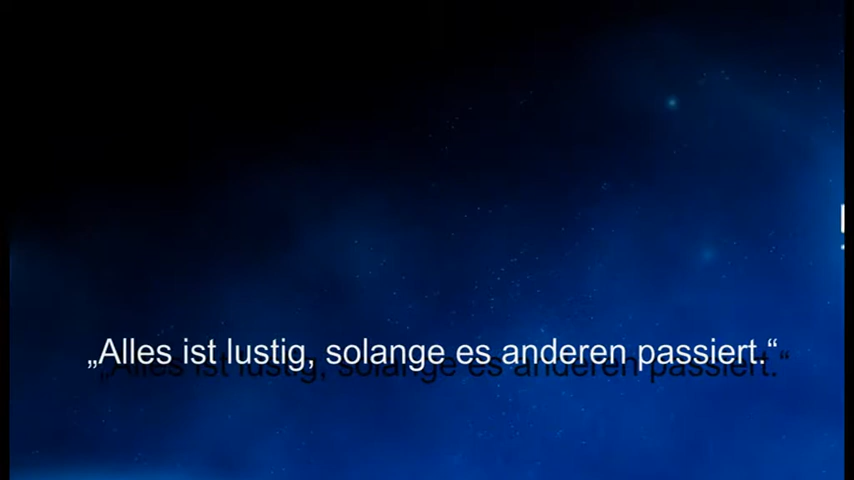 „Alles ist lustig, solange es anderen passiert.“